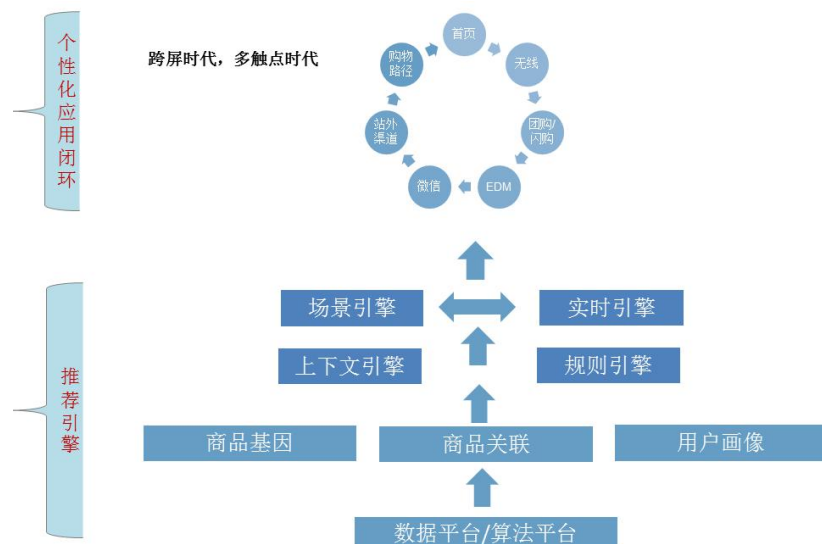 个性化应用闭环
跨屏时代，多触点时代
首页
无线
团购/
闪购
EDM
微信
站外
渠道
购物
路径
推荐引擎
场景引擎
实时引擎
上下文引擎
规则引擎
商品基因
商品关联
用户画像
数据平台/算法平台